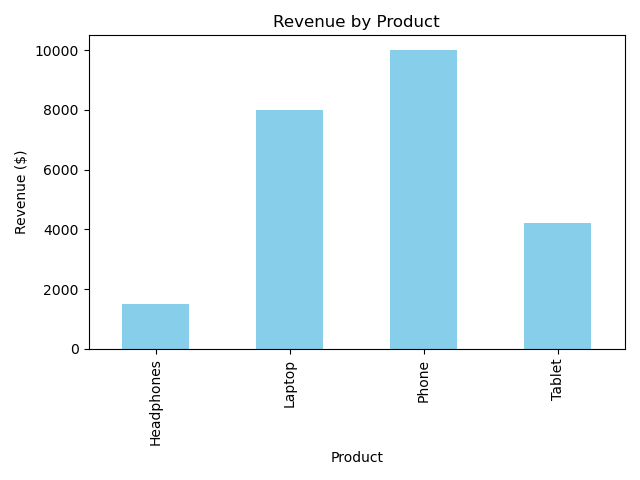 Revenue by Product
Revenue ($)
10000
8000
6000
4000
2000
0
Headphones
Laptop
Phone
Tablet
Product